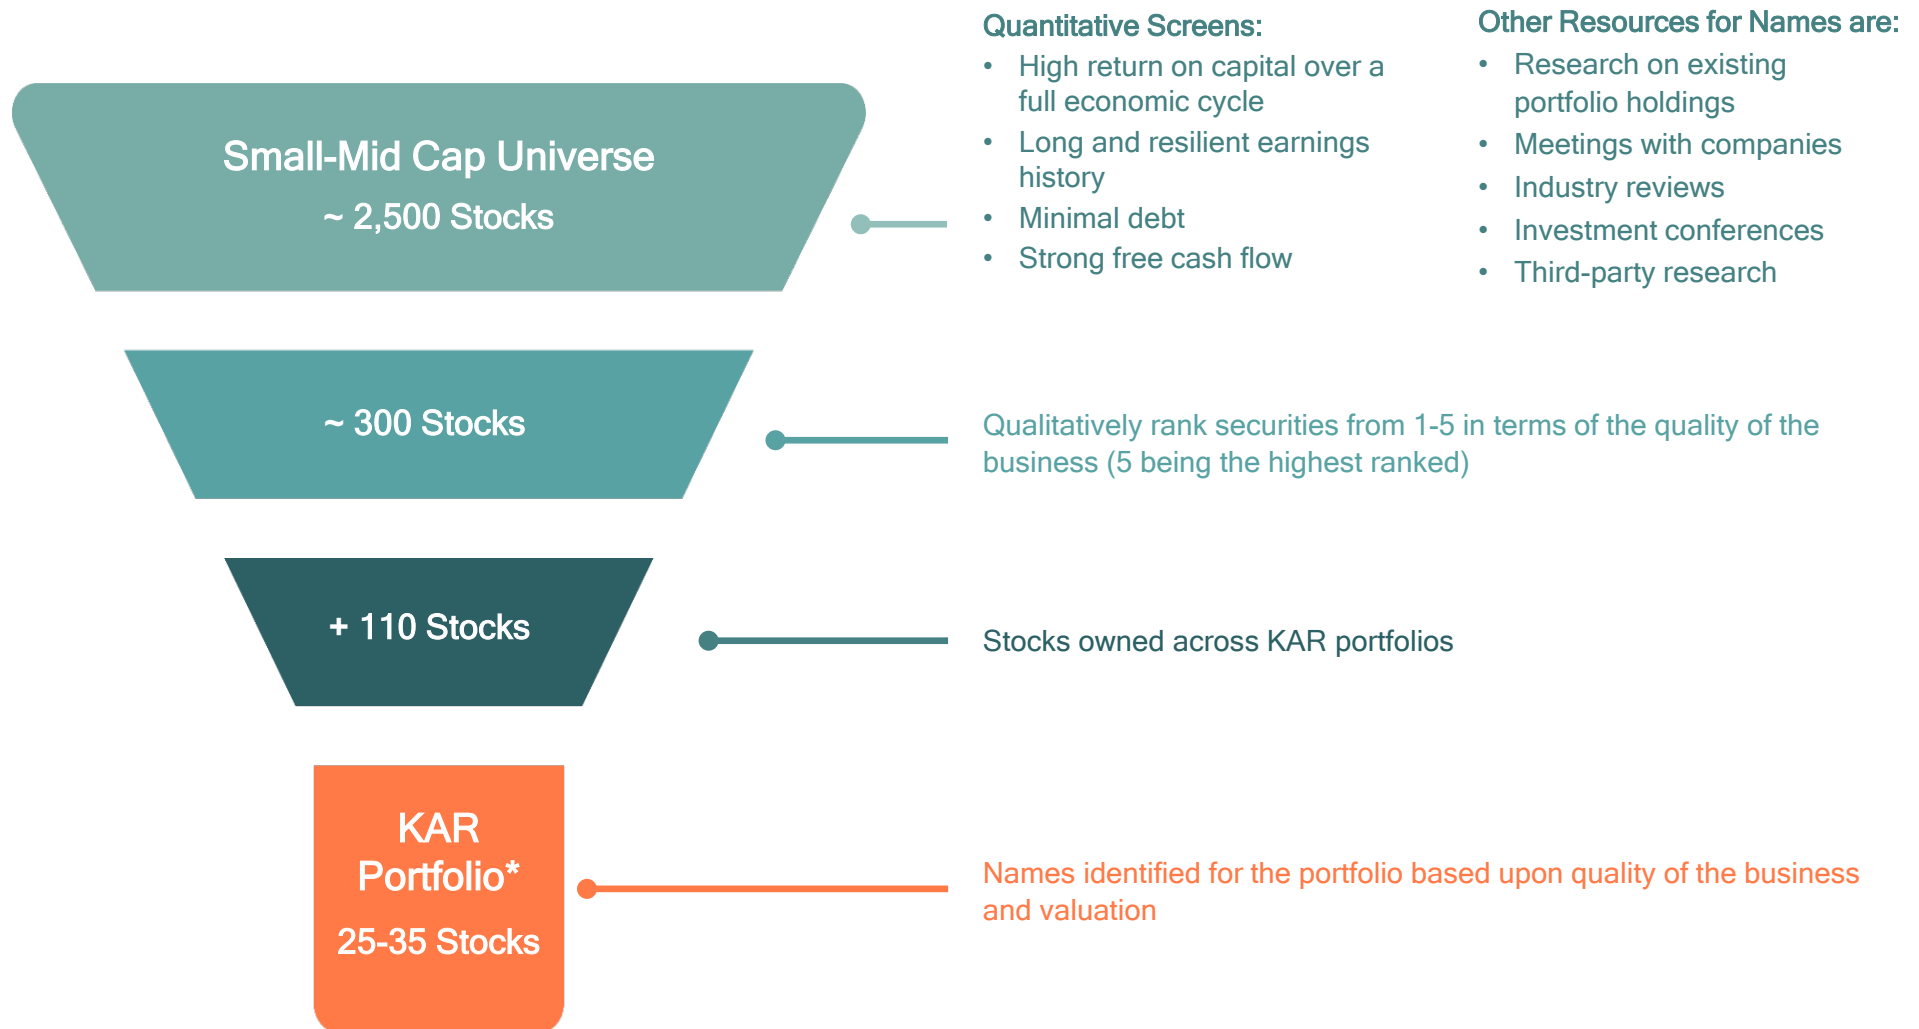 Small-Mid Cap Universe
~ 2,500 Stocks
Quantitative Screens:
• High return on capital over a
full economic cycle
• Long and resilient earnings
history
• Minimal debt
• Strong free cash flow
Other Resources for Names are:
• Research on existing
portfolio holdings
• Meetings with companies
• Industry reviews
• Investment conferences
• Third-party research
~ 300 Stocks
Qualitatively rank securities from 1-5 in terms of the quality of the
business (5 being the highest ranked)
+ 110 Stocks
Stocks owned across KAR portfolios
KAR
Portfolio*
25-35 Stocks
Names identified for the portfolio based upon quality of the business
and valuation